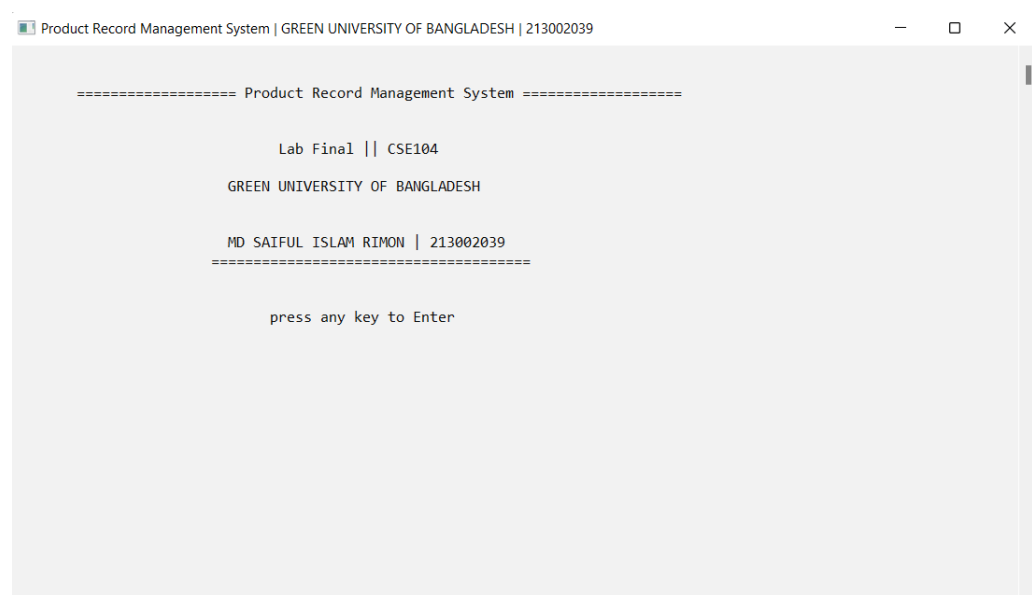 Product Record Management System | GREEN UNIVERSITY OF BANGLADESH | 213002039
=================== Product Record Management System ===================
Lab Final || CSE104
GREEN UNIVERSITY OF BANGLADESH
MD SAIFUL ISLAM RIMON | 213002039
======================================
press any key to Enter